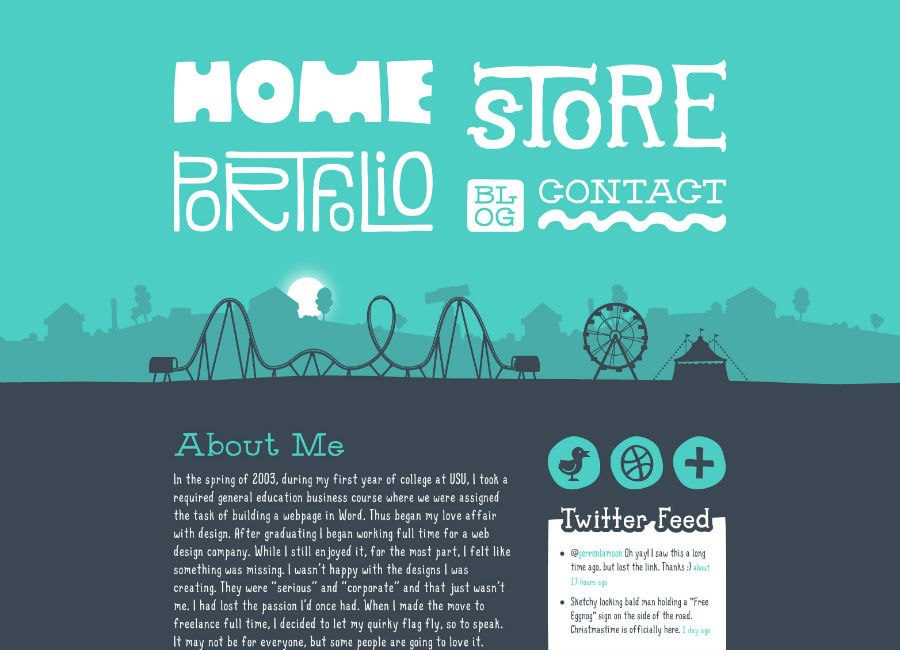 HOME
STORE
PORTFOLIO
BLOG
CONTACT
About Me
In the spring of 2003, during my first year of college at USU, I took a
required general education business course where we were assigned
the task of building a webpage in Word. Thus began my love affair
with design. After graduating I began working full time for a web
design company. While I still enjoyed it, for the most part, I felt like
something was missing. I wasn't happy with the designs I was
creating. They were "serious" and "corporate" and that just wasn't
me. I had lost the passion I'd once had. When I made the move to
freelance full time, I decided to let my quirky flag fly, so to speak.
It may not be for everyone, but some people are going to love it.
Twitter Feed
@gerrenlamson Oh yay!! I saw this a long
time ago, but lost the link. Thanks :) about
17 hours ago
Sketchy looking bald man holding a "Free
Eggnog" sign on the side of the road.
Christmastime is officially here. 1 day ago